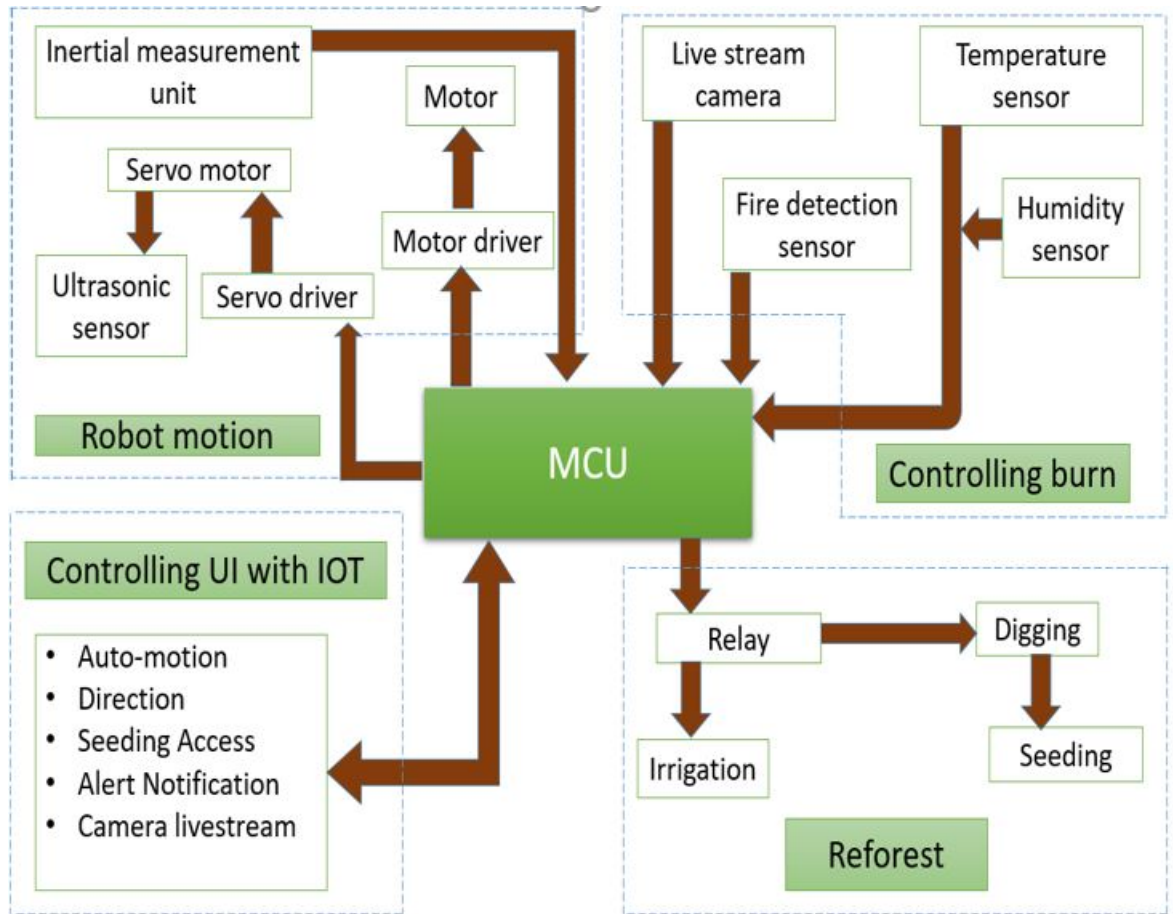 Inertial measurement
unit
Motor
Servo motor
Motor driver
Ultrasonic
sensor
Servo driver
Robot motion
Live stream
camera
Temperature
sensor
Fire detection
sensor
Humidity
sensor
Controlling burn
MCU
Controlling UI with IOT
• Auto-motion
• Direction
• Seeding Access
• Alert Notification
• Camera livestream
Relay
Digging
Irrigation
Seeding
Reforest